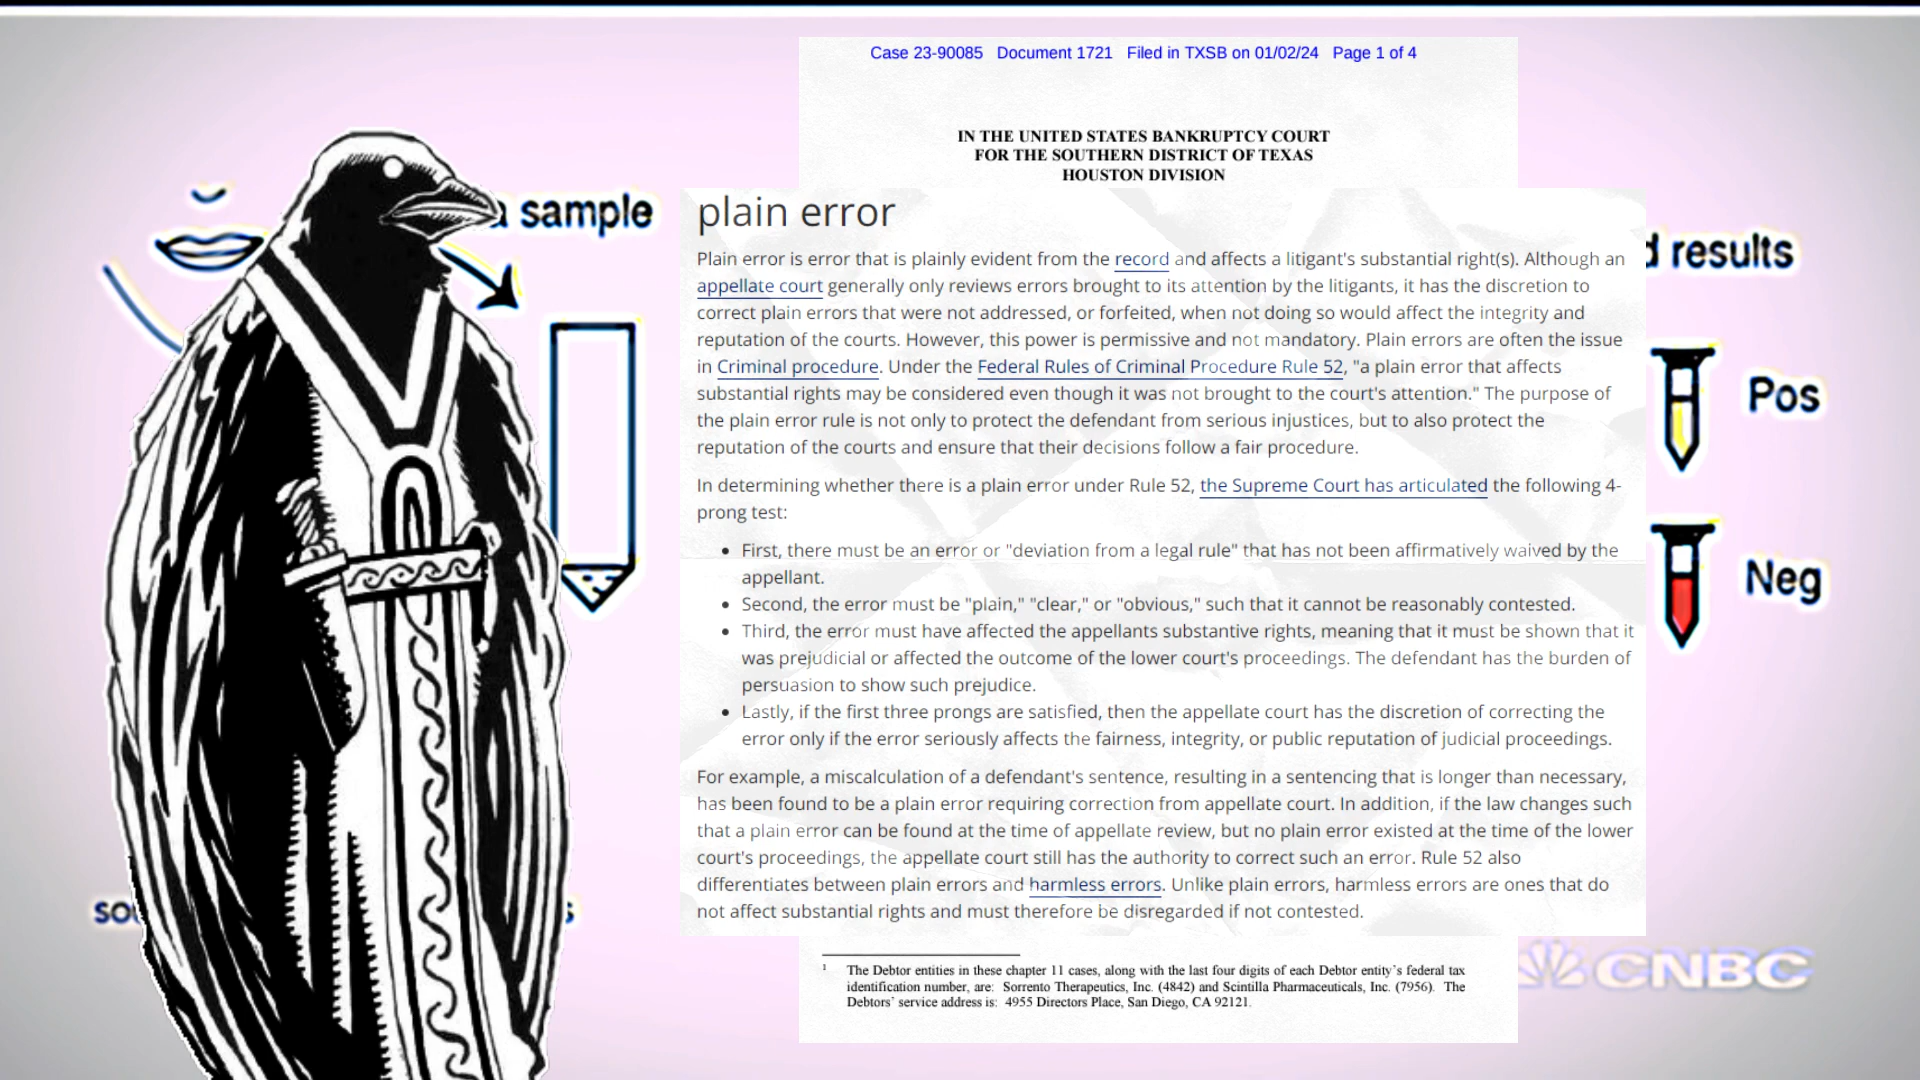 Case 23-90085 Document 1721 Filed in TXSB on 01/02/24 Page 1 of 4
IN THE UNITED STATES BANKRUPTCY COURT
FOR THE SOUTHERN DISTRICT OF TEXAS
HOUSTON DIVISION
sample
plain error
Plain error is error that is plainly evident from the record and affects a litigant's substantial right(s). Although an
appellate court generally only reviews errors brought to its attention by the litigants, it has the discretion to
correct plain errors that were not addressed, or forfeited, when not doing so would affect the integrity and
reputation of the courts. However, this power is permissive and not mandatory. Plain errors are often the issue
in Criminal procedure. Under the Federal Rules of Criminal Procedure Rule 52, "a plain error that affects
substantial rights may be considered even though it was not brought to the court's attention." The purpose of
the plain error rule is not only to protect the defendant from serious injustices, but to also protect the
reputation of the courts and ensure that their decisions follow a fair procedure.
In determining whether there is a plain error under Rule 52, the Supreme Court has articulated the following 4-
prong test:
First, there must be an error or "deviation from a legal rule" that has not been affirmatively waived by the
appellant.
Second, the error must be "plain," "clear," or "obvious," such that it cannot be reasonably contested.
Third, the error must have affected the appellants substantive rights, meaning that it must be shown that it
was prejudicial or affected the outcome of the lower court's proceedings. The defendant has the burden of
persuasion to show such prejudice.
Lastly, if the first three prongs are satisfied, then the appellate court has the discretion of correcting the
error only if the error seriously affects the fairness, integrity, or public reputation of judicial proceedings.
For example, a miscalculation of a defendant's sentence, resulting in a sentencing that is longer than necessary,
has been found to be a plain error requiring correction from appellate court. In addition, if the law changes such
that a plain error can be found at the time of appellate review, but no plain error existed at the time of the lower
court's proceedings, the appellate court still has the authority to correct such an error. Rule 52 also
differentiates between plain errors and harmless errors. Unlike plain errors, harmless errors are ones that do
not affect substantial rights and must therefore be disregarded if not contested.
results
Pos
Neg
1 The Debtor entities in these chapter 11 cases, along with the last four digits of each Debtor entity's federal tax
identification number, are: Sorrento Therapeutics, Inc. (4842) and Scintilla Pharmaceuticals, Inc. (7956). The
Debtors' service address is: 4955 Directors Place, San Diego, CA 92121.
CNBC